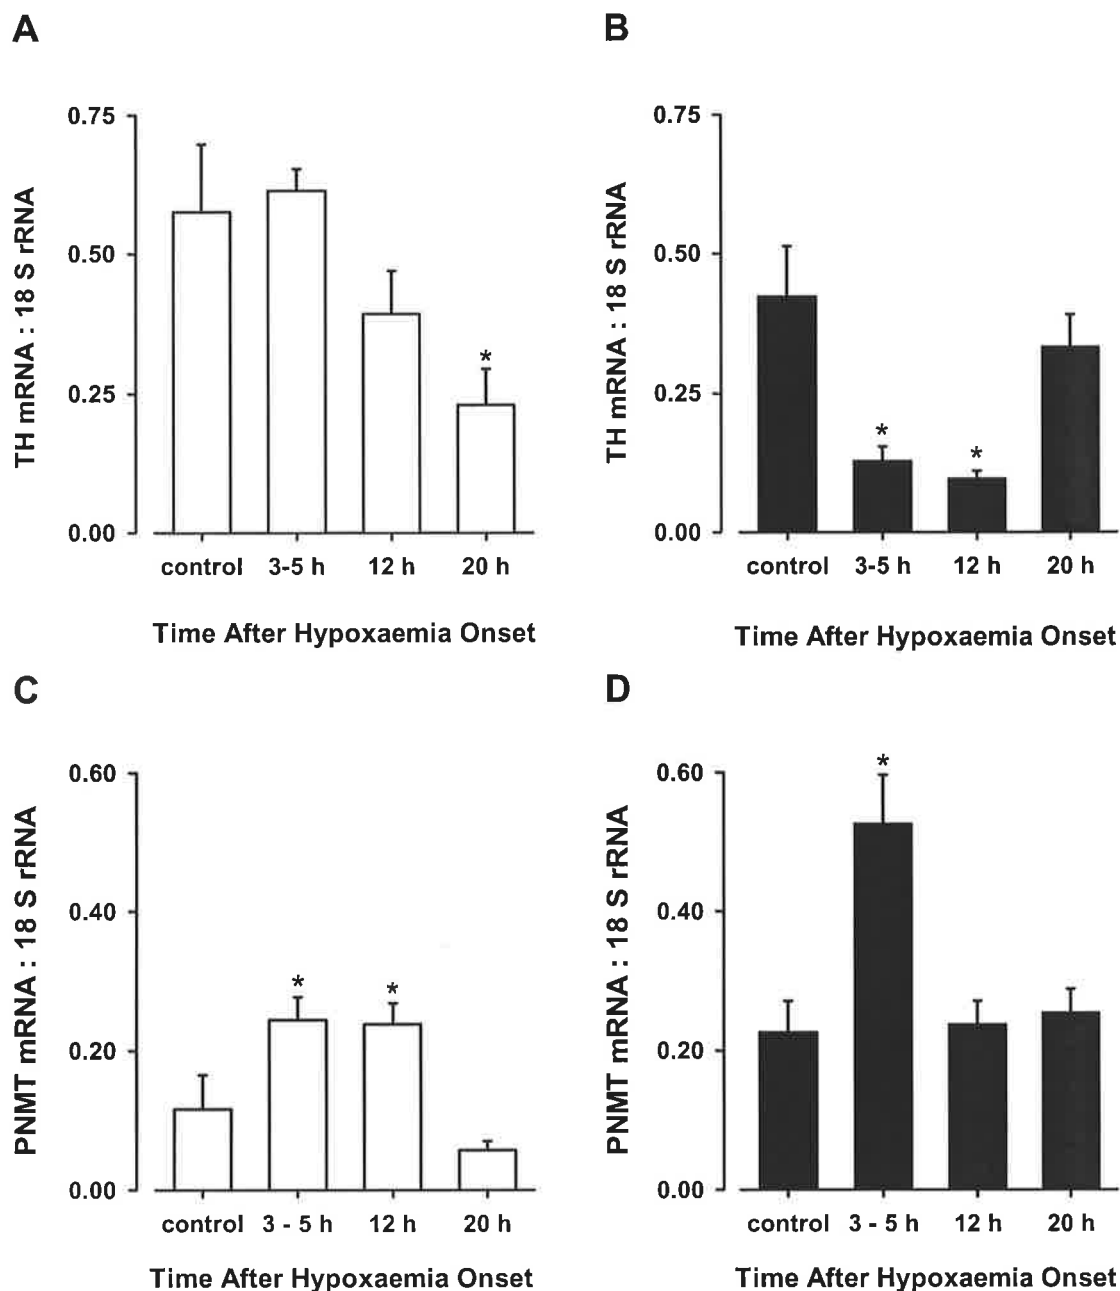 A
TH mRNA : 18 S rRNA
0.75
0.50
0.25
0.00
*
control 3-5 h 12 h 20 h
Time After Hypoxaemia Onset
B
TH mRNA : 18 S rRNA
0.75
0.50
0.25
0.00
* *
control 3-5 h 12 h 20 h
Time After Hypoxaemia Onset
C
PNMT mRNA : 18 S rRNA
0.60
0.40
0.20
0.00
* *
control 3 - 5 h 12 h 20 h
Time After Hypoxaemia Onset
D
PNMT mRNA : 18 S rRNA
0.60
0.40
0.20
0.00
*
control 3 - 5 h 12 h 20 h
Time After Hypoxaemia Onset